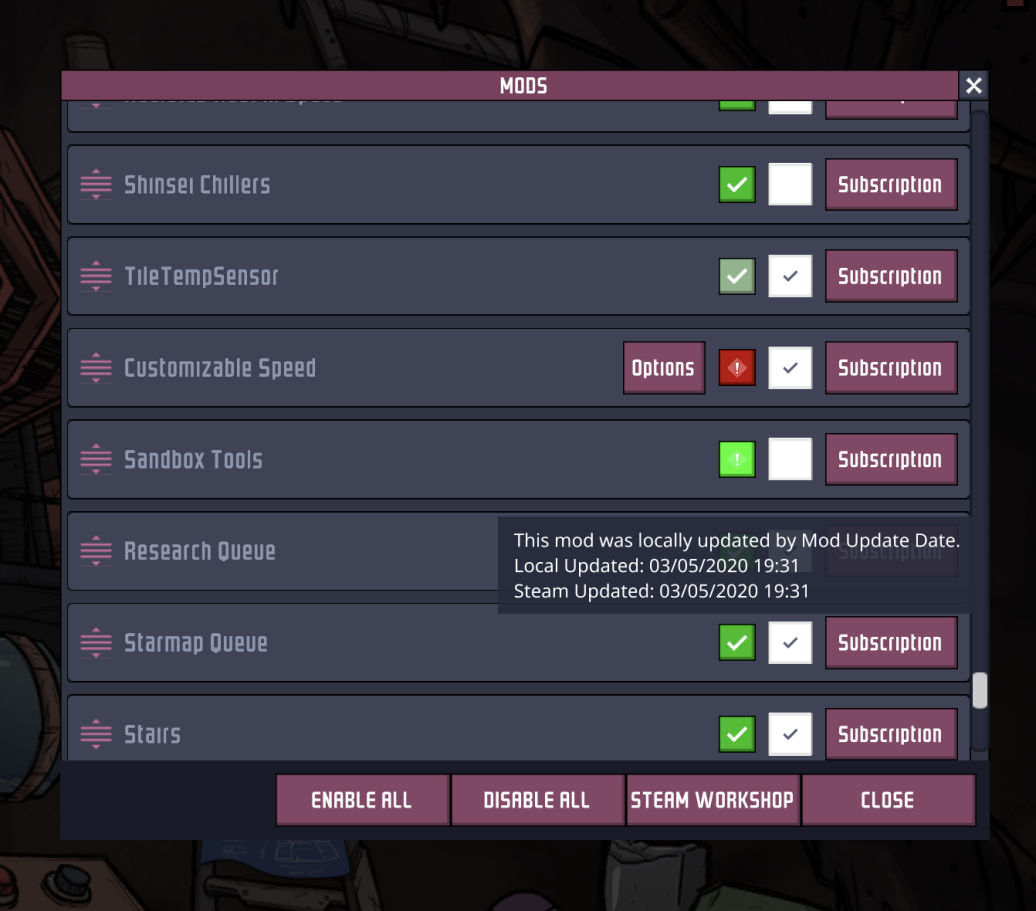 MODS
Shinsei Chillers
Subscription
TileTempSensor
Subscription
Customizable Speed
Options
Subscription
Sandbox Tools
Subscription
Research Queue
Subscription
This mod was locally updated by Mod Update Date.
Local Updated: 03/05/2020 19:31
Steam Updated: 03/05/2020 19:31
Starmap Queue
Subscription
Stairs
Subscription
ENABLE ALL
DISABLE ALL
STEAM WORKSHOP
CLOSE